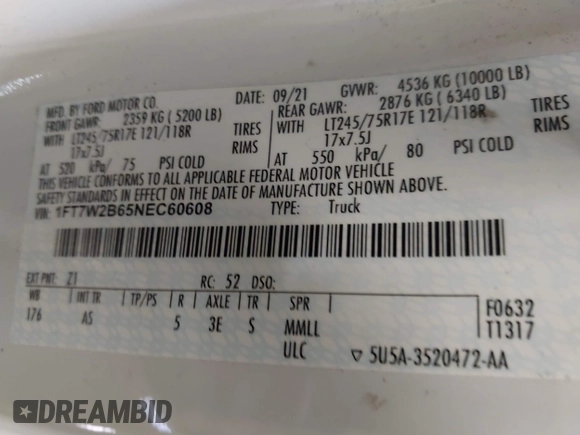 MFD. BY FORD MOTOR CO.
DATE: 09/21 GVWR: 4536 KG (10000 LB)
FRONT GAWR: 2359 KG ( 5200 LB) REAR GAWR: 2876 KG ( 6340 LB)
WITH LT245/75R17E 121/118R TIRES WITH LT245/75R17E 121/118R TIRES
17x7.5J RIMS 17x7.5J RIMS
AT 520 kPa/ 75 PSI COLD AT 550 kPa/ 80 PSI COLD
THIS VEHICLE CONFORMS TO ALL APPLICABLE FEDERAL MOTOR VEHICLE
SAFETY STANDARDS IN EFFECT ON THE DATE OF MANUFACTURE SHOWN ABOVE.
VIN: 1FT7W2B65NEC60608 TYPE: Truck
EXT PNT: Z1 RC: 52 DSO:
WB INT TR TP/PS R AXLE TR SPR F0632
176 AS 5 3E S MMLL T1317
ULC ▽ 5U5A-3520472-AA
DREAMBID